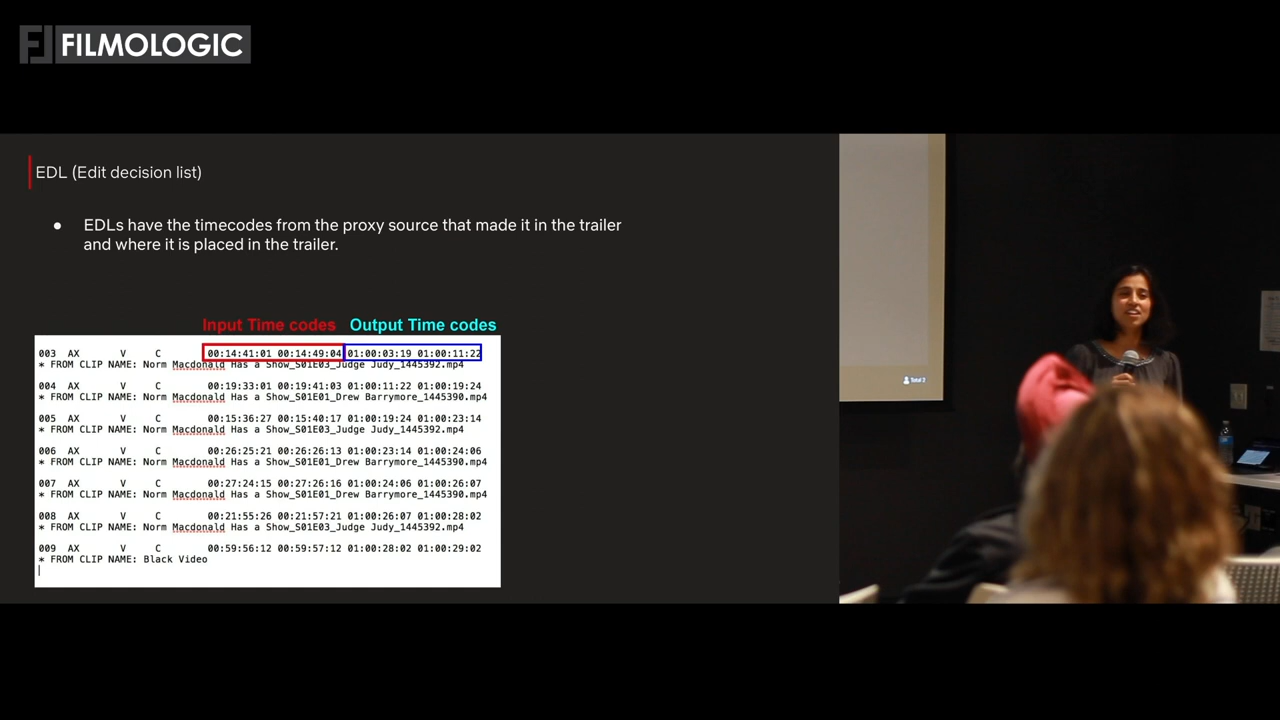 FILMOLOGIC
EDL (Edit decision list)
● EDLs have the timecodes from the proxy source that made it in the trailer
and where it is placed in the trailer.
Input Time codes Output Time codes
003 AX V C 00:14:41:01 00:14:49:04 01:00:03:19 01:00:11:22
* FROM CLIP NAME: Norm Macdonald Has a Show_S01E03_Judge Judy_1445392.mp4
004 AX V C 00:19:33:01 00:19:41:03 01:00:11:22 01:00:19:24
* FROM CLIP NAME: Norm Macdonald Has a Show_S01E01_Drew Barrymore_1445390.mp4
005 AX V C 00:15:36:27 00:15:40:17 01:00:19:24 01:00:23:14
* FROM CLIP NAME: Norm Macdonald Has a Show_S01E03_Judge Judy_1445392.mp4
006 AX V C 00:26:25:21 00:26:26:13 01:00:23:14 01:00:24:06
* FROM CLIP NAME: Norm Macdonald Has a Show_S01E01_Drew Barrymore_1445390.mp4
007 AX V C 00:27:24:15 00:27:26:16 01:00:24:06 01:00:26:07
* FROM CLIP NAME: Norm Macdonald Has a Show_S01E01_Drew Barrymore_1445390.mp4
008 AX V C 00:21:55:26 00:21:57:21 01:00:26:07 01:00:28:02
* FROM CLIP NAME: Norm Macdonald Has a Show_S01E03_Judge Judy_1445392.mp4
009 AX V C 00:59:56:12 00:59:57:12 01:00:28:02 01:00:29:02
* FROM CLIP NAME: Black Video
Total 2